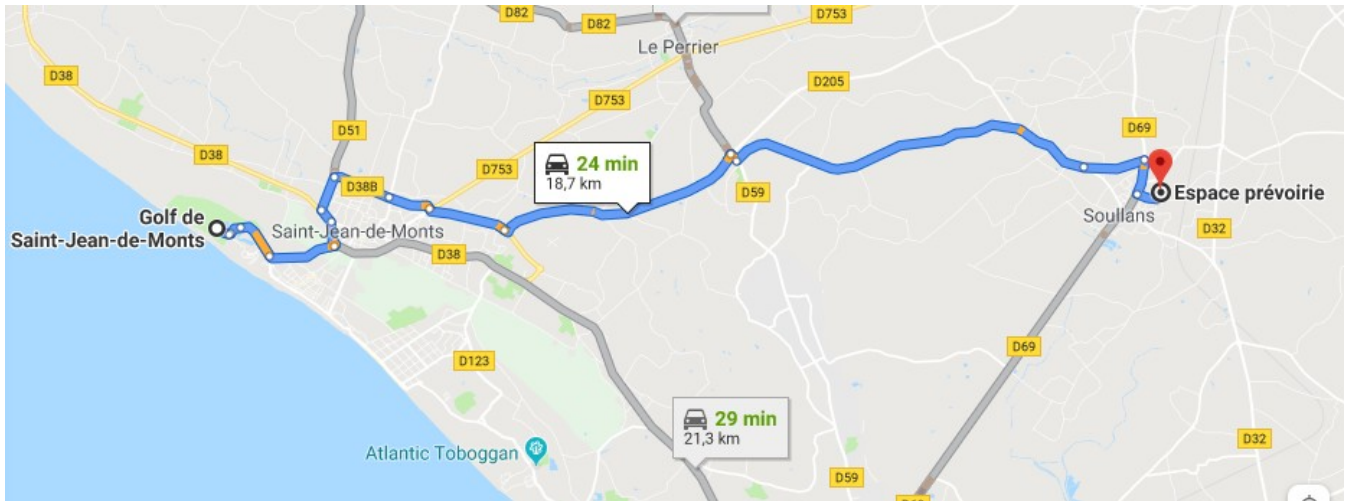 D82
D82
D753
Le Perrier
D38
D205
D753
D51
D69
D38
D753
24 min
18,7 km
D38B
D59
Espace prévoirie
Golf de
Saint-Jean-de-Monts
Saint-Jean-de-Monts
Soullans
D32
D38
D69
D123
29 min
21,3 km
Atlantic Toboggan
D32
D59